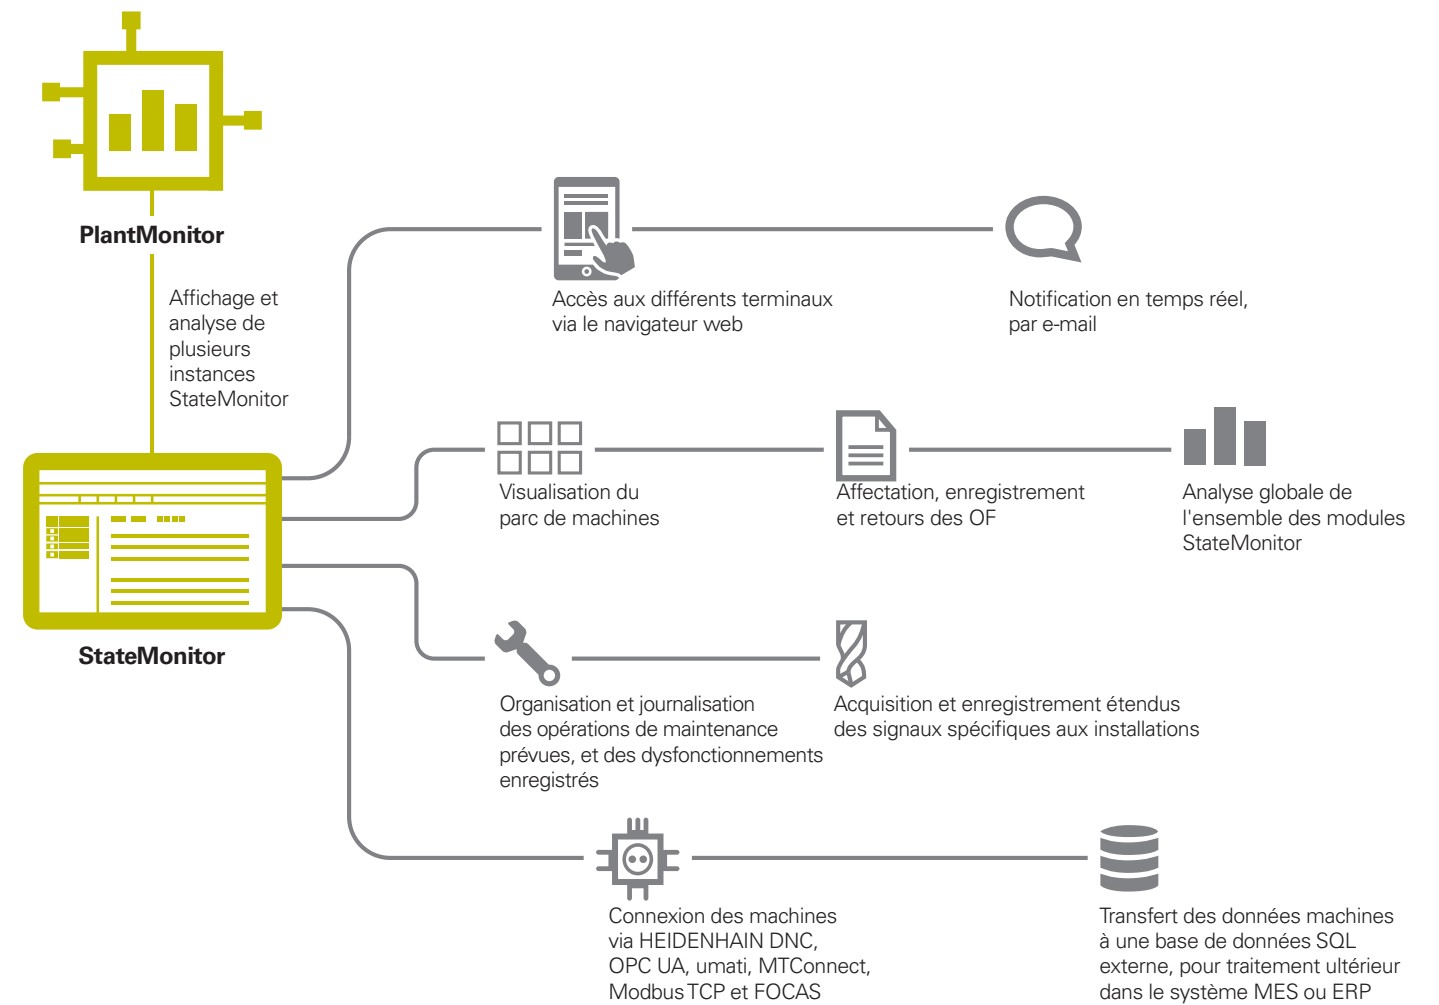 PlantMonitor
Affichage et
analyse de
plusieurs
instances
StateMonitor
StateMonitor
Accès aux différents terminaux
via le navigateur web
Notification en temps réel,
par e-mail
Visualisation du
parc de machines
Affectation, enregistrement
et retours des OF
Analyse globale de
l'ensemble des modules
StateMonitor
Organisation et journalisation
des opérations de maintenance
prévues, et des dysfonctionnements
enregistrés
Acquisition et enregistrement étendus
des signaux spécifiques aux installations
Connexion des machines
via HEIDENHAIN DNC,
OPC UA, umati, MTConnect,
Modbus TCP et FOCAS
Transfert des données machines
à une base de données SQL
externe, pour traitement ultérieur
dans le système MES ou ERP